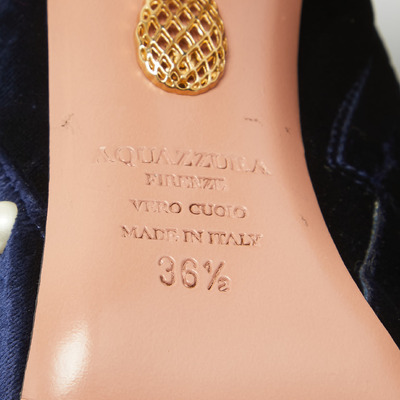 AQUAZZURA
FIRENZE
VERO CUOIO
MADE IN ITALY
36½